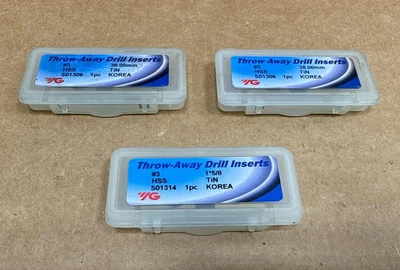 Throw-Away Drill Inserts
#3 38.00mm
HSS TiN
S01306 1pc KOREA
YG
Throw-Away Drill Inserts
#3 38.00mm
HSS TiN
S01306 1pc KOREA
YG
Throw-Away Drill Inserts
#3 1"5/8
HSS TiN
S01314 1pc KOREA
YG